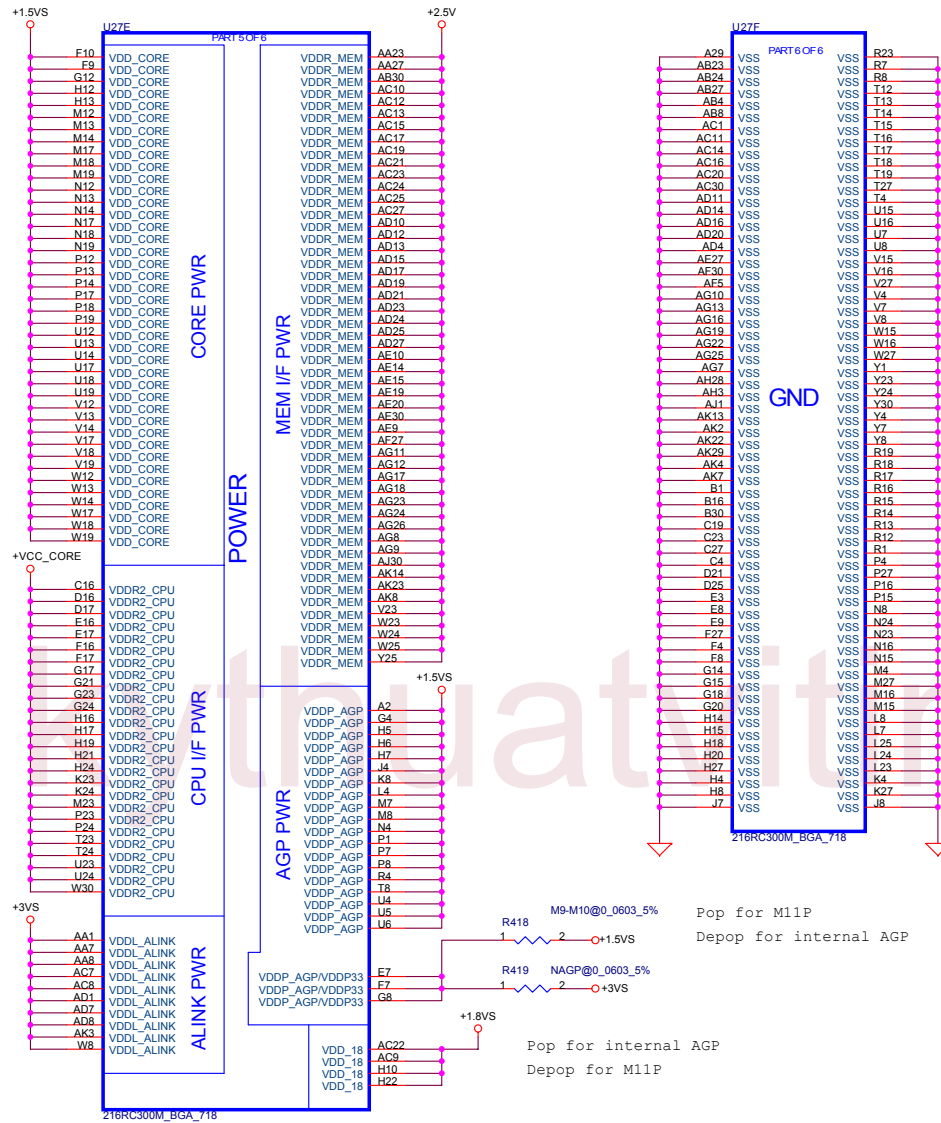 +1.5VS
U27E
PART 5 OF 6
F10 VDD_CORE
F9 VDD_CORE
G12 VDD_CORE
H12 VDD_CORE
H13 VDD_CORE
M12 VDD_CORE
M13 VDD_CORE
M14 VDD_CORE
M17 VDD_CORE
M18 VDD_CORE
M19 VDD_CORE
N12 VDD_CORE
N13 VDD_CORE
N14 VDD_CORE
N17 VDD_CORE
N18 VDD_CORE
N19 VDD_CORE
P12 VDD_CORE
P13 VDD_CORE
P14 VDD_CORE
P17 VDD_CORE
P18 VDD_CORE
P19 VDD_CORE
U12 VDD_CORE
U13 VDD_CORE
U14 VDD_CORE
U17 VDD_CORE
U18 VDD_CORE
U19 VDD_CORE
V12 VDD_CORE
V13 VDD_CORE
V14 VDD_CORE
V17 VDD_CORE
V18 VDD_CORE
V19 VDD_CORE
W12 VDD_CORE
W13 VDD_CORE
W14 VDD_CORE
W17 VDD_CORE
W18 VDD_CORE
W19 VDD_CORE
CORE PWR
+VCC_CORE
C16 VDDR2_CPU
D16 VDDR2_CPU
D17 VDDR2_CPU
E16 VDDR2_CPU
E17 VDDR2_CPU
F16 VDDR2_CPU
F17 VDDR2_CPU
G17 VDDR2_CPU
G21 VDDR2_CPU
G23 VDDR2_CPU
G24 VDDR2_CPU
H16 VDDR2_CPU
H17 VDDR2_CPU
H19 VDDR2_CPU
H21 VDDR2_CPU
H24 VDDR2_CPU
K23 VDDR2_CPU
K24 VDDR2_CPU
M23 VDDR2_CPU
P23 VDDR2_CPU
P24 VDDR2_CPU
T23 VDDR2_CPU
T24 VDDR2_CPU
U23 VDDR2_CPU
U24 VDDR2_CPU
W30 VDDR2_CPU
CPU I/F PWR
+3VS
AA1 VDDL_ALINK
AA7 VDDL_ALINK
AA8 VDDL_ALINK
AC7 VDDL_ALINK
AC8 VDDL_ALINK
AD1 VDDL_ALINK
AD7 VDDL_ALINK
AD8 VDDL_ALINK
AK3 VDDL_ALINK
W8 VDDL_ALINK
ALINK PWR
POWER
+2.5V
VDDR_MEM AA23
VDDR_MEM AA27
VDDR_MEM AB30
VDDR_MEM AC10
VDDR_MEM AC12
VDDR_MEM AC13
VDDR_MEM AC15
VDDR_MEM AC17
VDDR_MEM AC19
VDDR_MEM AC21
VDDR_MEM AC23
VDDR_MEM AC24
VDDR_MEM AC25
VDDR_MEM AC27
VDDR_MEM AD10
VDDR_MEM AD12
VDDR_MEM AD13
VDDR_MEM AD15
VDDR_MEM AD17
VDDR_MEM AD19
VDDR_MEM AD21
VDDR_MEM AD23
VDDR_MEM AD24
VDDR_MEM AD25
VDDR_MEM AD27
VDDR_MEM AE10
VDDR_MEM AE14
VDDR_MEM AE15
VDDR_MEM AE19
VDDR_MEM AE20
VDDR_MEM AE30
VDDR_MEM AE9
VDDR_MEM AF27
VDDR_MEM AG11
VDDR_MEM AG12
VDDR_MEM AG17
VDDR_MEM AG18
VDDR_MEM AG23
VDDR_MEM AG24
VDDR_MEM AG26
VDDR_MEM AG8
VDDR_MEM AG9
VDDR_MEM AJ30
VDDR_MEM AK14
VDDR_MEM AK23
VDDR_MEM AK8
VDDR_MEM V23
VDDR_MEM W23
VDDR_MEM W24
VDDR_MEM W25
VDDR_MEM Y25
MEM I/F PWR
+1.5VS
VDDP_AGP A2
VDDP_AGP G4
VDDP_AGP H5
VDDP_AGP H6
VDDP_AGP H7
VDDP_AGP J4
VDDP_AGP K8
VDDP_AGP L4
VDDP_AGP M7
VDDP_AGP M8
VDDP_AGP N4
VDDP_AGP P1
VDDP_AGP P7
VDDP_AGP P8
VDDP_AGP R4
VDDP_AGP T8
VDDP_AGP U4
VDDP_AGP U5
VDDP_AGP U6
AGP PWR
VDDP_AGP/VDDP33 E7
VDDP_AGP/VDDP33 F7
VDDP_AGP/VDDP33 G8
+1.8VS
VDD_18 AC22
VDD_18 AC9
VDD_18 H10
VDD_18 H22
216RC300M_BGA_718
R418 M9-M10@0_0603_5%
1 2 +1.5VS
R419 NAGP@0_0603_5%
1 2 +3VS
Pop for M11P
Depop for internal AGP
Pop for internal AGP
Depop for M11P
U27F
PART 6 OF 6
A29 VSS VSS R23
AB23 VSS VSS R7
AB24 VSS VSS R8
AB27 VSS VSS T12
AB4 VSS VSS T13
AB8 VSS VSS T14
AC1 VSS VSS T15
AC11 VSS VSS T16
AC14 VSS VSS T17
AC16 VSS VSS T18
AC20 VSS VSS T19
AC30 VSS VSS T27
AD11 VSS VSS T4
AD14 VSS VSS U15
AD16 VSS VSS U16
AD20 VSS VSS U7
AD4 VSS VSS U8
AE27 VSS VSS V15
AF30 VSS VSS V16
AF5 VSS VSS V27
AG10 VSS VSS V4
AG13 VSS VSS V7
AG16 VSS VSS V8
AG19 VSS VSS W15
AG22 VSS VSS W16
AG25 VSS VSS W27
AG7 VSS VSS Y1
AH28 VSS VSS Y23
AH3 VSS VSS Y24
AJ1 VSS VSS Y30
AK13 VSS VSS Y4
AK2 VSS VSS Y7
AK22 VSS VSS Y8
AK29 VSS VSS R19
AK4 VSS VSS R18
AK7 VSS VSS R17
B1 VSS VSS R16
B16 VSS VSS R15
B30 VSS VSS R14
C19 VSS VSS R13
C23 VSS VSS R12
C27 VSS VSS R1
C4 VSS VSS P4
D21 VSS VSS P27
D25 VSS VSS P16
E3 VSS VSS P15
E8 VSS VSS N8
E9 VSS VSS N24
F27 VSS VSS N23
F4 VSS VSS N16
F8 VSS VSS N15
G14 VSS VSS M4
G15 VSS VSS M27
G18 VSS VSS M16
G20 VSS VSS M15
H14 VSS VSS L8
H15 VSS VSS L7
H18 VSS VSS L25
H20 VSS VSS L24
H27 VSS VSS L23
H4 VSS VSS K4
H8 VSS VSS K27
J7 VSS VSS J8
GND
216RC300M_BGA_718
kythuatvitr